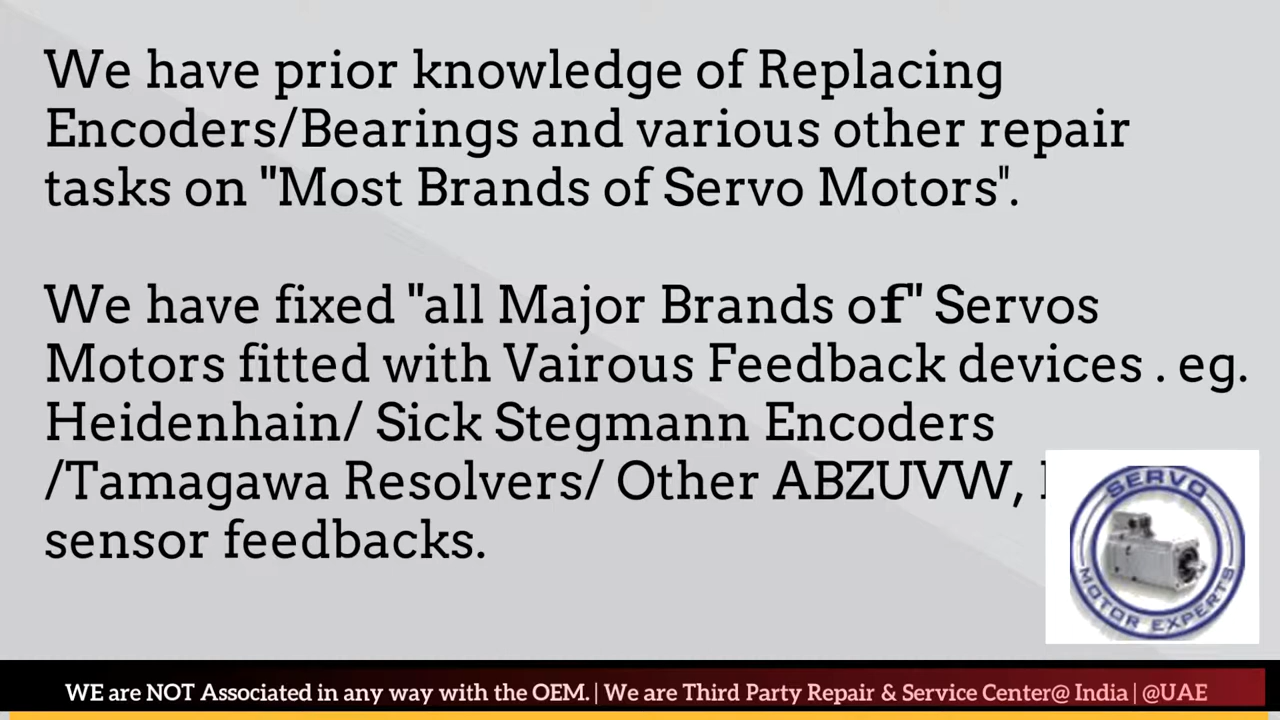 We have prior knowledge of Replacing
Encoders/Bearings and various other repair
tasks on "Most Brands of Servo Motors".
We have fixed "all Major Brands of" Servos
Motors fitted with Vairous Feedback devices . eg.
Heidenhain/ Sick Stegmann Encoders
/Tamagawa Resolvers/ Other ABZUVW,
sensor feedbacks.
SERVO
MOTOR EXPERTS
WE are NOT Associated in any way with the OEM. | We are Third Party Repair & Service Center@ India | @UAE